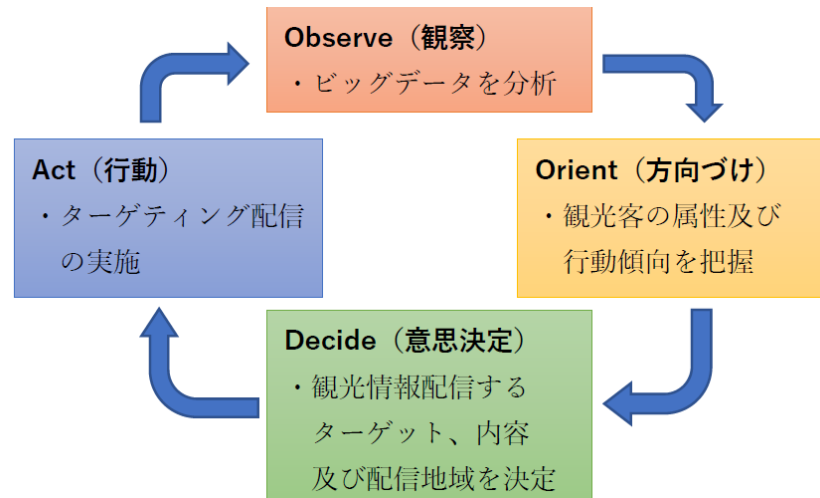 Observe（観察）
・ビッグデータを分析
Orient（方向づけ）
・観光客の属性及び
行動傾向を把握
Decide（意思決定）
・観光情報配信する
ターゲット、内容
及び配信地域を決定
Act（行動）
・ターゲティング配信
の実施